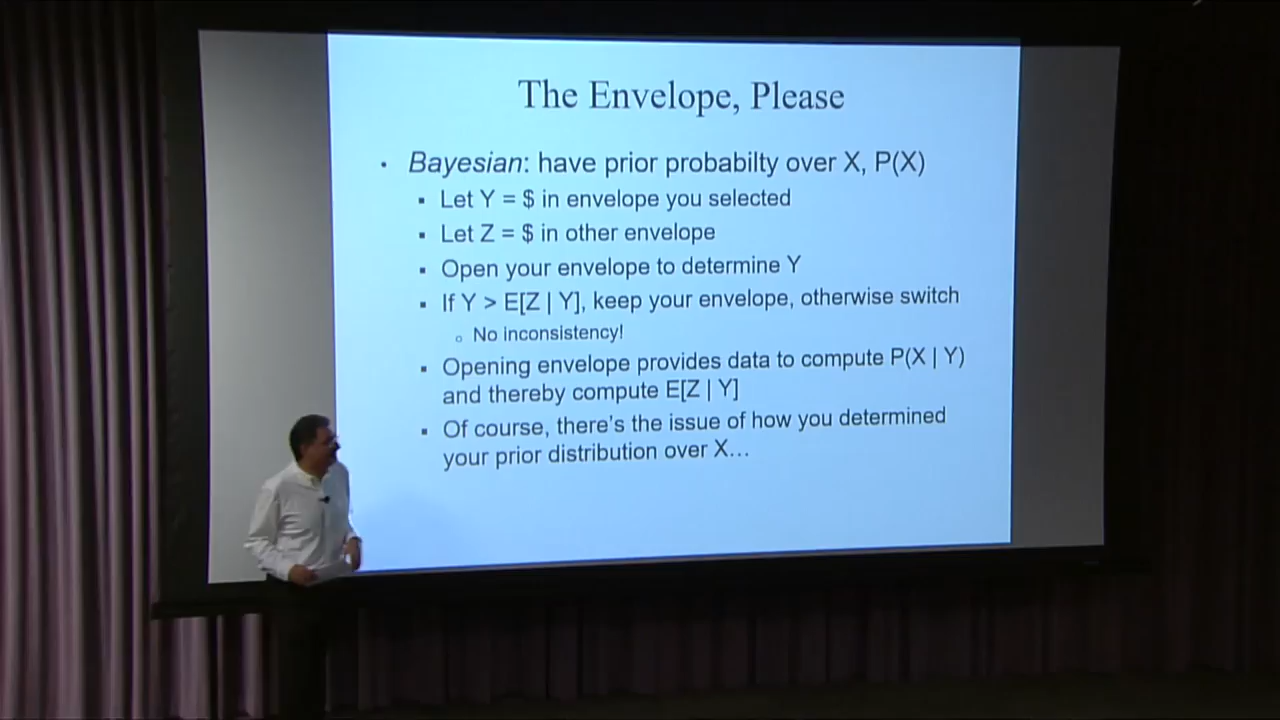 The Envelope, Please
• Bayesian: have prior probabilty over X, P(X)
▪ Let Y = $ in envelope you selected
▪ Let Z = $ in other envelope
▪ Open your envelope to determine Y
▪ If Y > E[Z | Y], keep your envelope, otherwise switch
o No inconsistency!
▪ Opening envelope provides data to compute P(X | Y)
and thereby compute E[Z | Y]
▪ Of course, there's the issue of how you determined
your prior distribution over X…